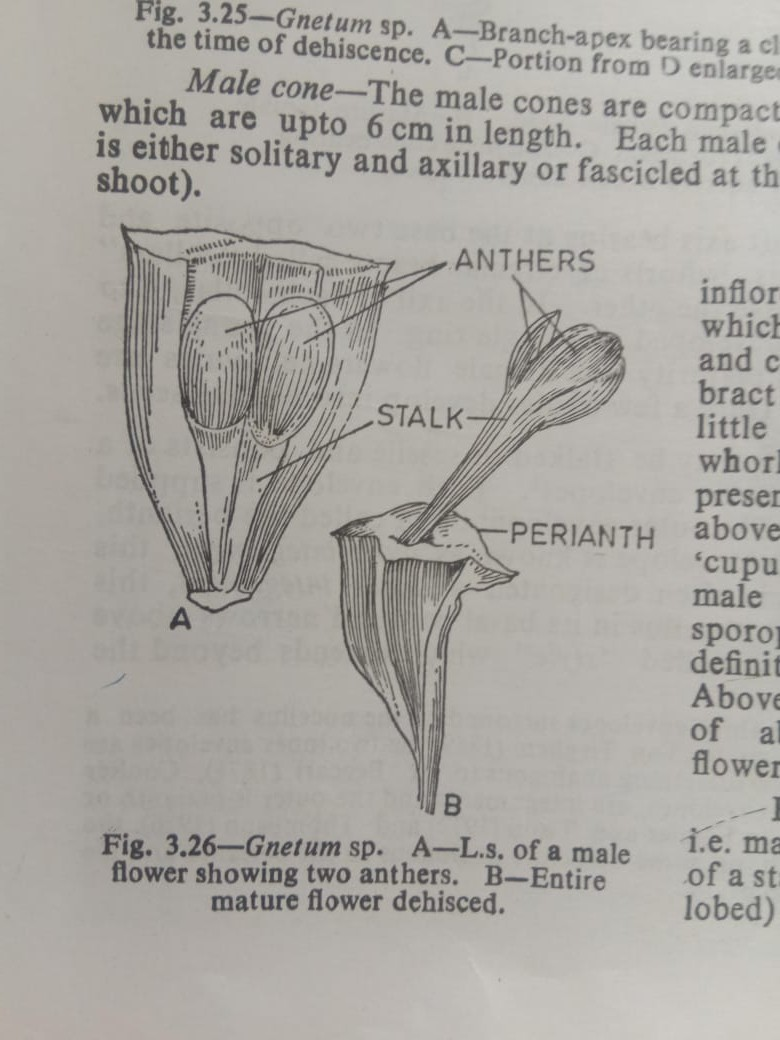 Fig. 3.25—Gnetum sp. A—Branch-apex bearing a cl
the time of dehiscence. C—Portion from D enlarge
Male cone—The male cones are compact
which are upto 6 cm in length. Each male
is either solitary and axillary or fascicled at th
shoot).
ANTHERS
STALK
PERIANTH
A
B
Fig. 3.26—Gnetum sp. A—L.s. of a male
flower showing two anthers. B—Entire
mature flower dehisced.
inflor
which
and c
bract
little
whorl
presen
above
‘cupu
male
sporop
definit
Above
of al
flower
i.e. ma
of a st
lobed)